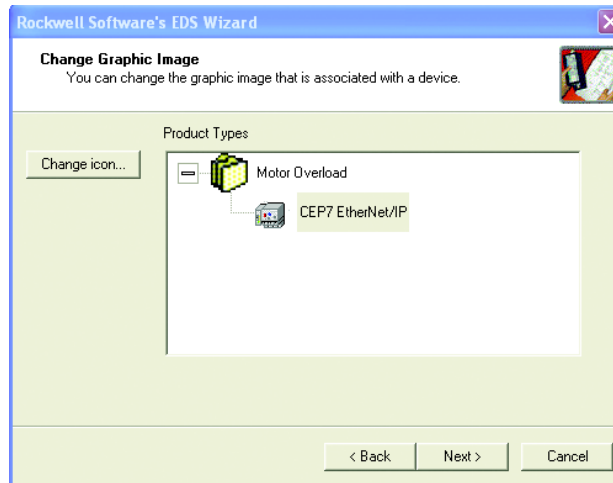 Rockwell Software's EDS Wizard
Change Graphic Image
You can change the graphic image that is associated with a device.
Product Types
Change icon...
Motor Overload
CEP7 EtherNet/IP
< Back
Next >
Cancel